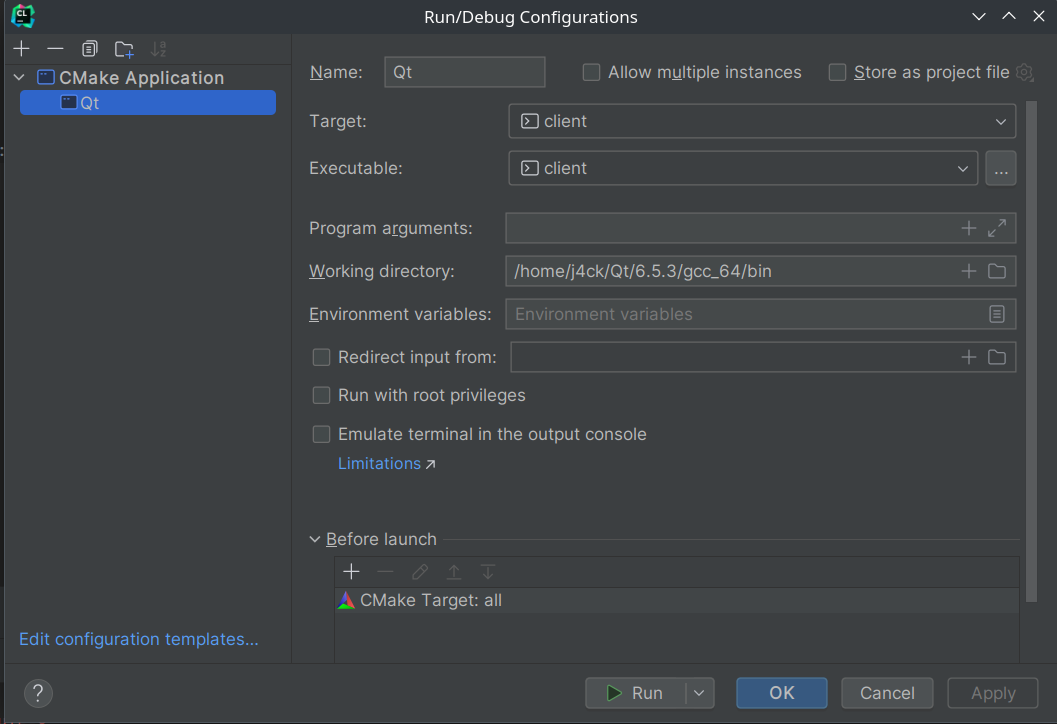 CL
Run/Debug Configurations
CMake Application
Qt
Name: Qt Allow multiple instances Store as project file
Target: client
Executable: client ...
Program arguments:
Working directory: /home/j4ck/Qt/6.5.3/gcc_64/bin
Environment variables: Environment variables
Redirect input from:
Run with root privileges
Emulate terminal in the output console
Limitations ↗
Before launch
CMake Target: all
Edit configuration templates...
? Run OK Cancel Apply